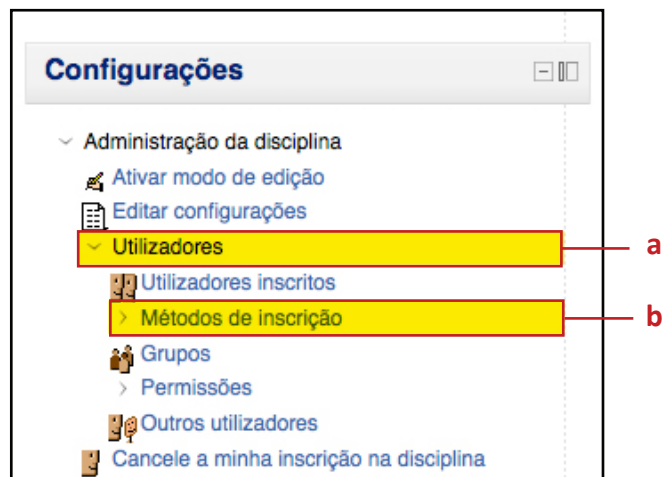 Configurações
Administração da disciplina
Ativar modo de edição
Editar configurações
Utilizadores
a
Utilizadores inscritos
Métodos de inscrição
b
Grupos
Permissões
Outros utilizadores
Cancele a minha inscrição na disciplina